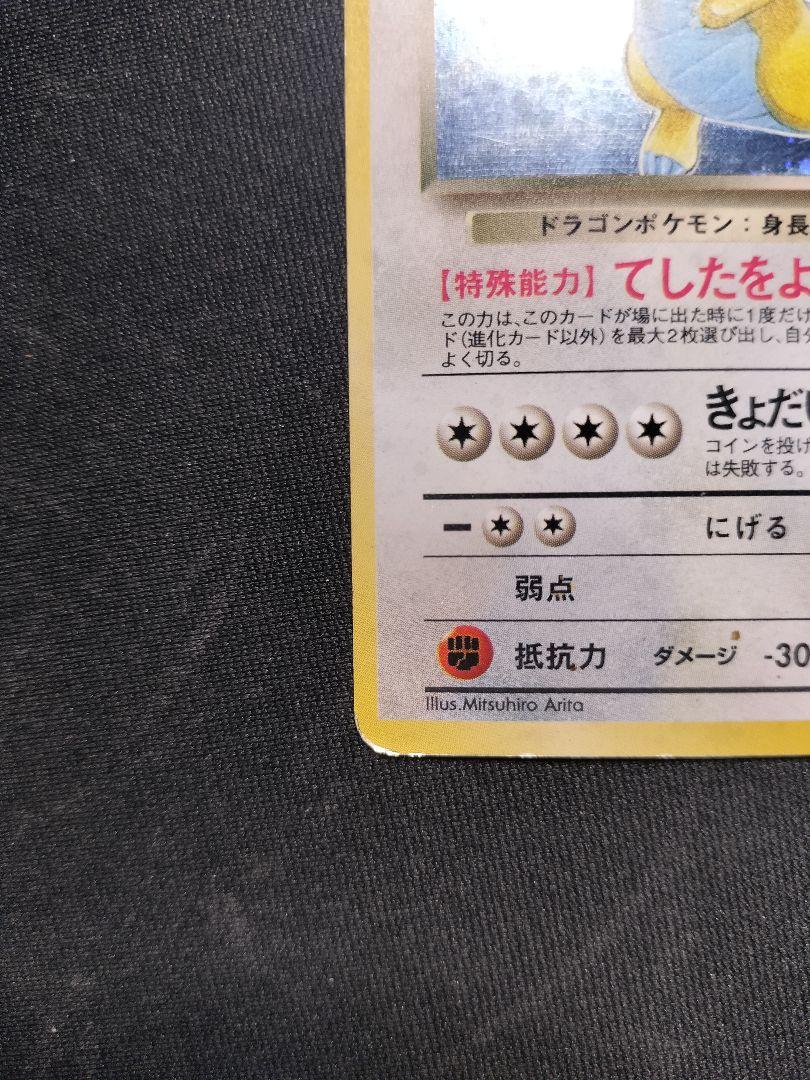 ドラゴンポケモン：身長
【特殊能力】てしたをよ
この力は、このカードが場に出た時に1度だけ
ド(進化カード以外)を最大2枚選び出し、自分
よく切る。
きょだい
コインを投げ
は失敗する。
にげる
弱点
抵抗力 ダメージ -30
Illus.Mitsuhiro Arita